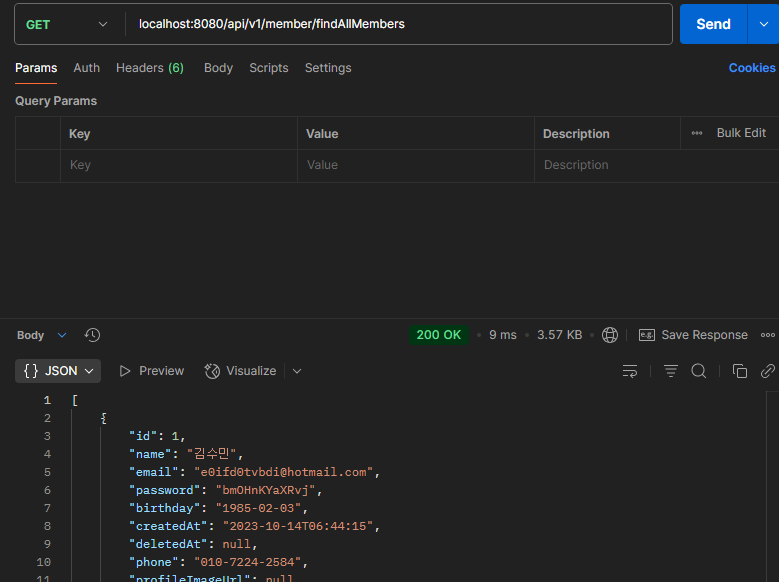 GET localhost:8080/api/v1/member/findAllMembers Send
Params Auth Headers (6) Body Scripts Settings Cookies
Query Params
Key Value Description Bulk Edit
Key Value Description
Body 200 OK 9 ms 3.57 KB e.g. Save Response
{} JSON Preview Visualize
1 [
2 {
3 "id": 1,
4 "name": "김수민",
5 "email": "e0ifd0tvbdi@hotmail.com",
6 "password": "bmOHnKYaXRvj",
7 "birthday": "1985-02-03",
8 "createdAt": "2023-10-14T06:44:15",
9 "deletedAt": null,
10 "phone": "010-7224-2584",
11 "profileImageUrl": null